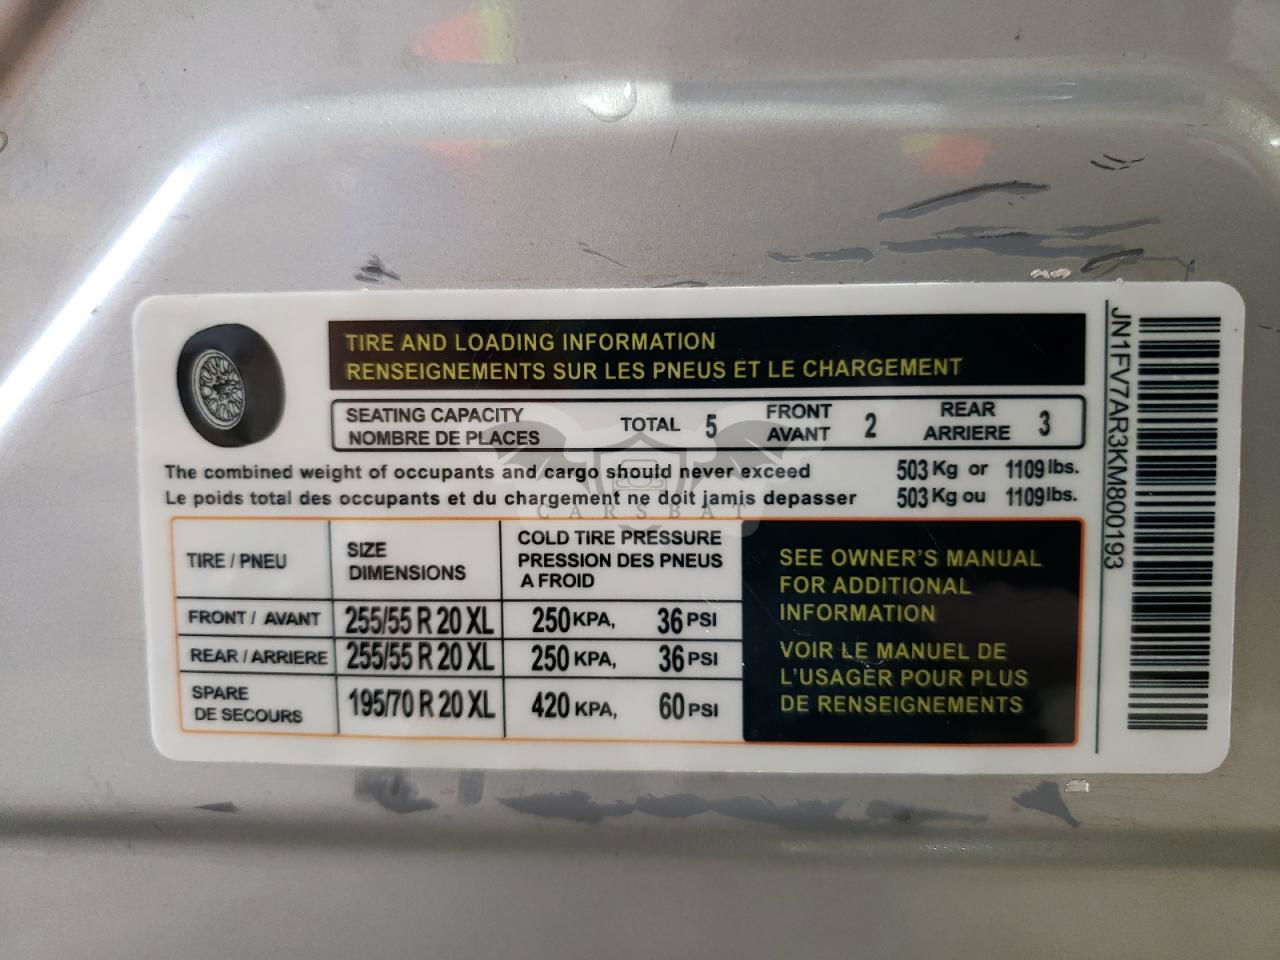 TIRE AND LOADING INFORMATION
RENSEIGNEMENTS SUR LES PNEUS ET LE CHARGEMENT
SEATING CAPACITY
NOMBRE DE PLACES
TOTAL 5
FRONT
AVANT 2
REAR
ARRIERE 3
The combined weight of occupants and cargo should never exceed 503 Kg or 1109 lbs.
Le poids total des occupants et du chargement ne doit jamis depasser 503 Kg ou 1109 lbs.
TIRE / PNEU
SIZE
DIMENSIONS
COLD TIRE PRESSURE
PRESSION DES PNEUS
A FROID
FRONT / AVANT 255/55 R 20 XL 250 KPA, 36 PSI
REAR / ARRIERE 255/55 R 20 XL 250 KPA, 36 PSI
SPARE
DE SECOURS 195/70 R 20 XL 420 KPA, 60 PSI
SEE OWNER'S MANUAL
FOR ADDITIONAL
INFORMATION
VOIR LE MANUEL DE
L'USAGER POUR PLUS
DE RENSEIGNEMENTS
JN1FV7AR3KM800193
CARSBAT